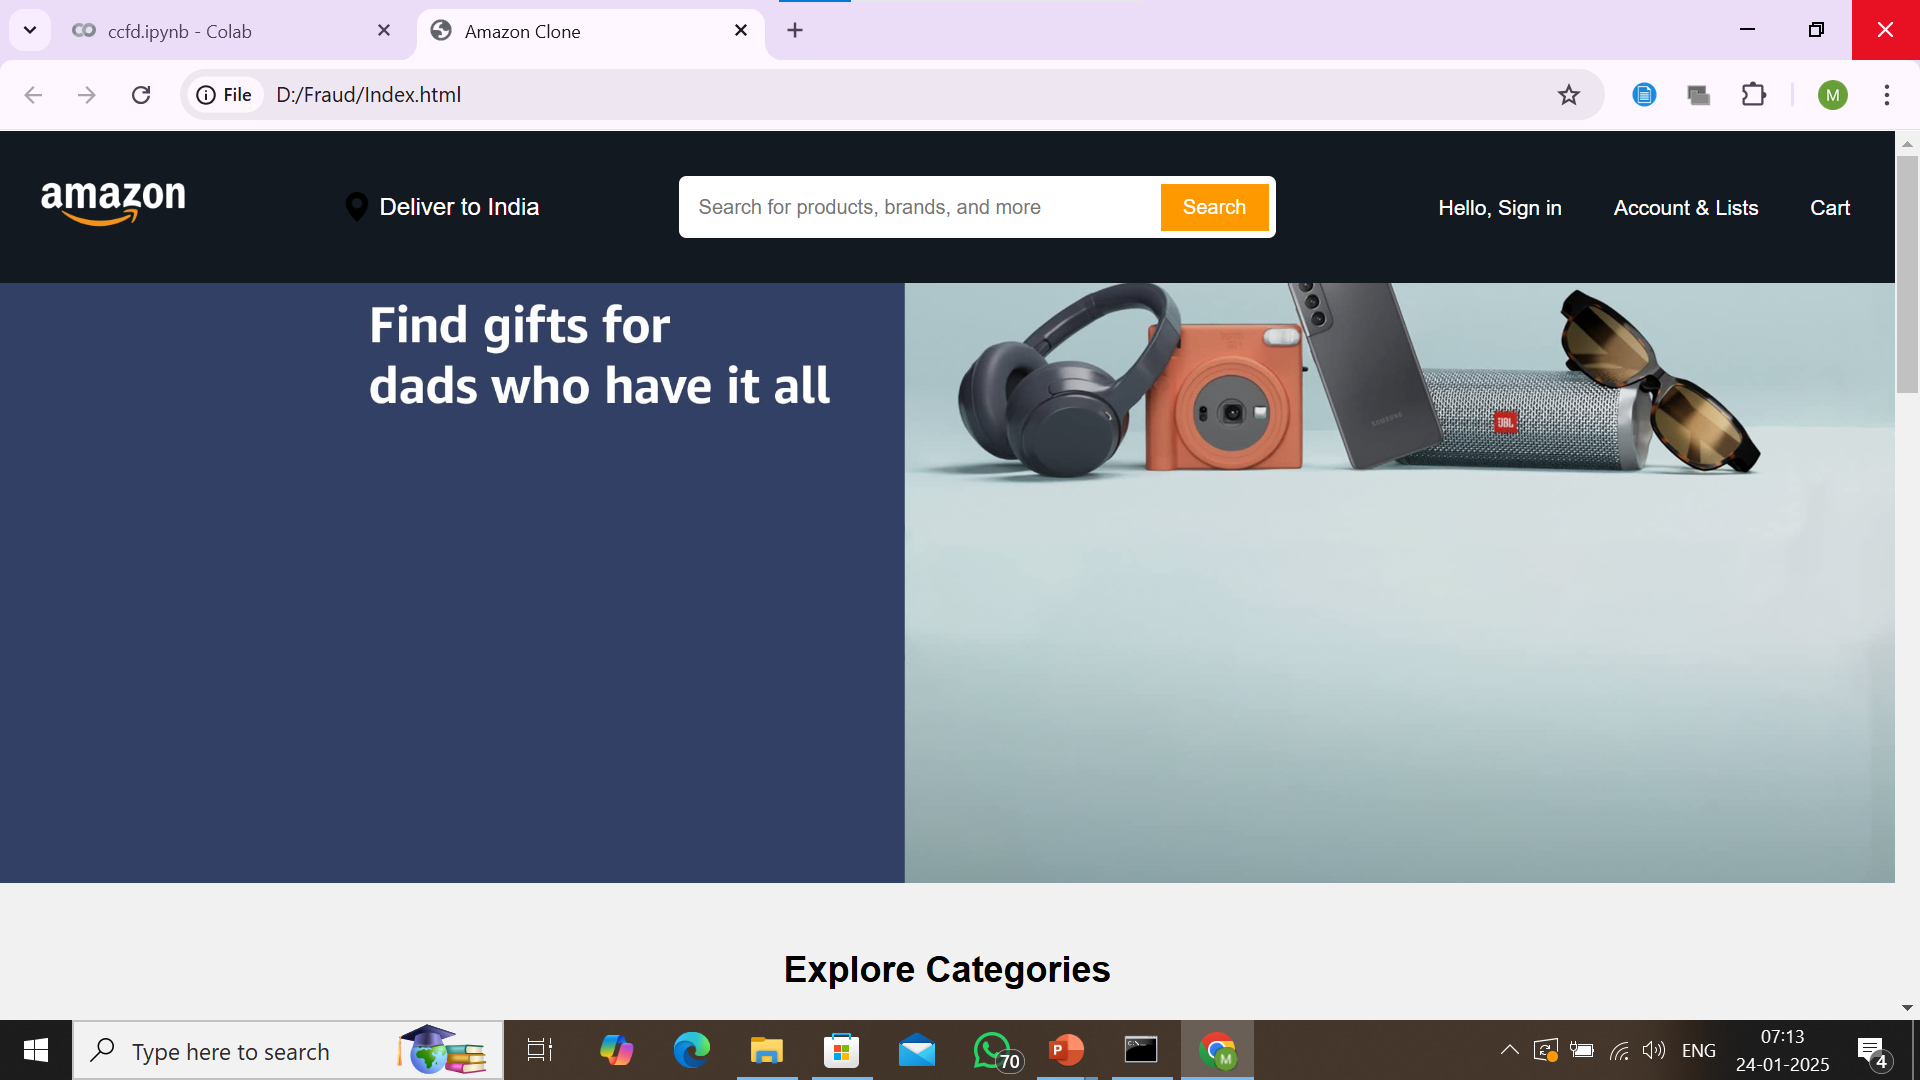 ccfd.ipynb - Colab
Amazon Clone
File
D:/Fraud/Index.html
M
amazon
Deliver to India
Search for products, brands, and more
Search
Hello, Sign in
Account & Lists
Cart
Find gifts for
dads who have it all
SAMSUNG
JBL
Explore Categories
Type here to search
70
P
C:\
M
ENG
07:13
24-01-2025
4